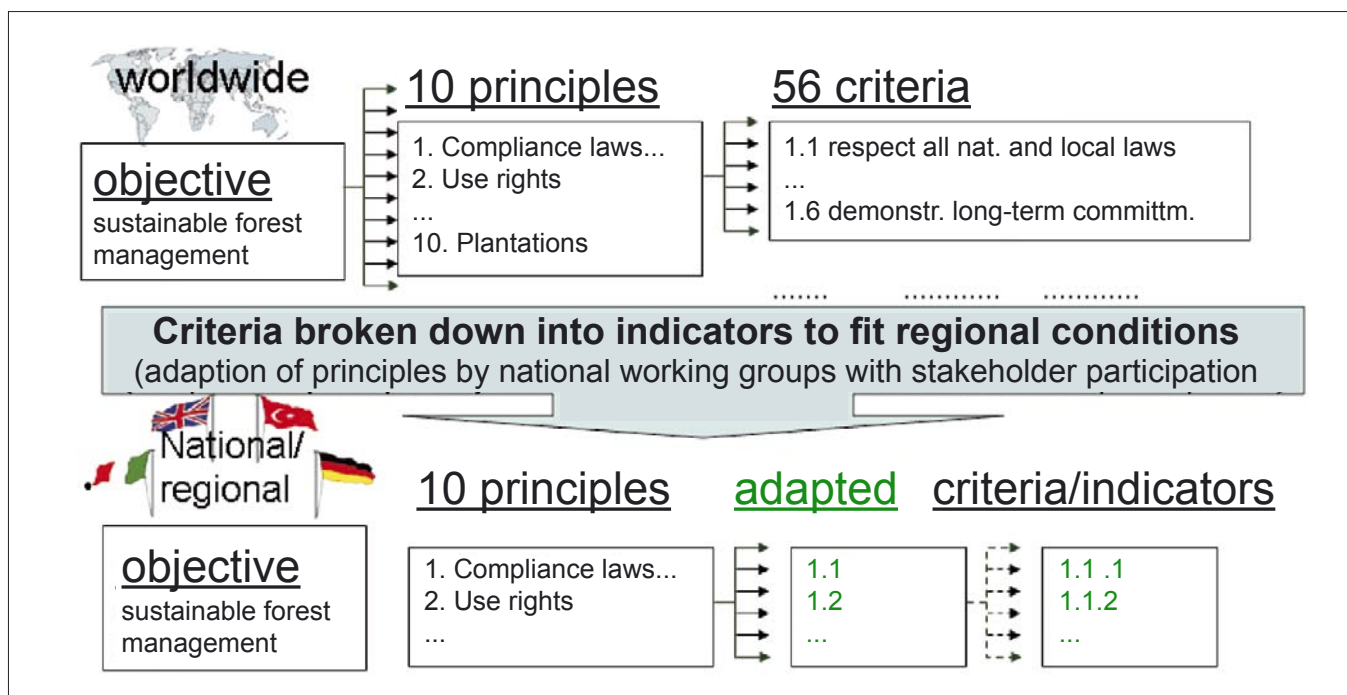 worldwide
10 principles
56 criteria
objective
sustainable forest
management
1. Compliance laws...
2. Use rights
...
10. Plantations
1.1 respect all nat. and local laws
...
1.6 demonstr. long-term committm.
....... ............ ............
Criteria broken down into indicators to fit regional conditions
(adaption of principles by national working groups with stakeholder participation
National/
regional
10 principles
adapted
criteria/indicators
objective
sustainable forest
management
1. Compliance laws...
2. Use rights
...
1.1
1.2
...
1.1 .1
1.1.2
...